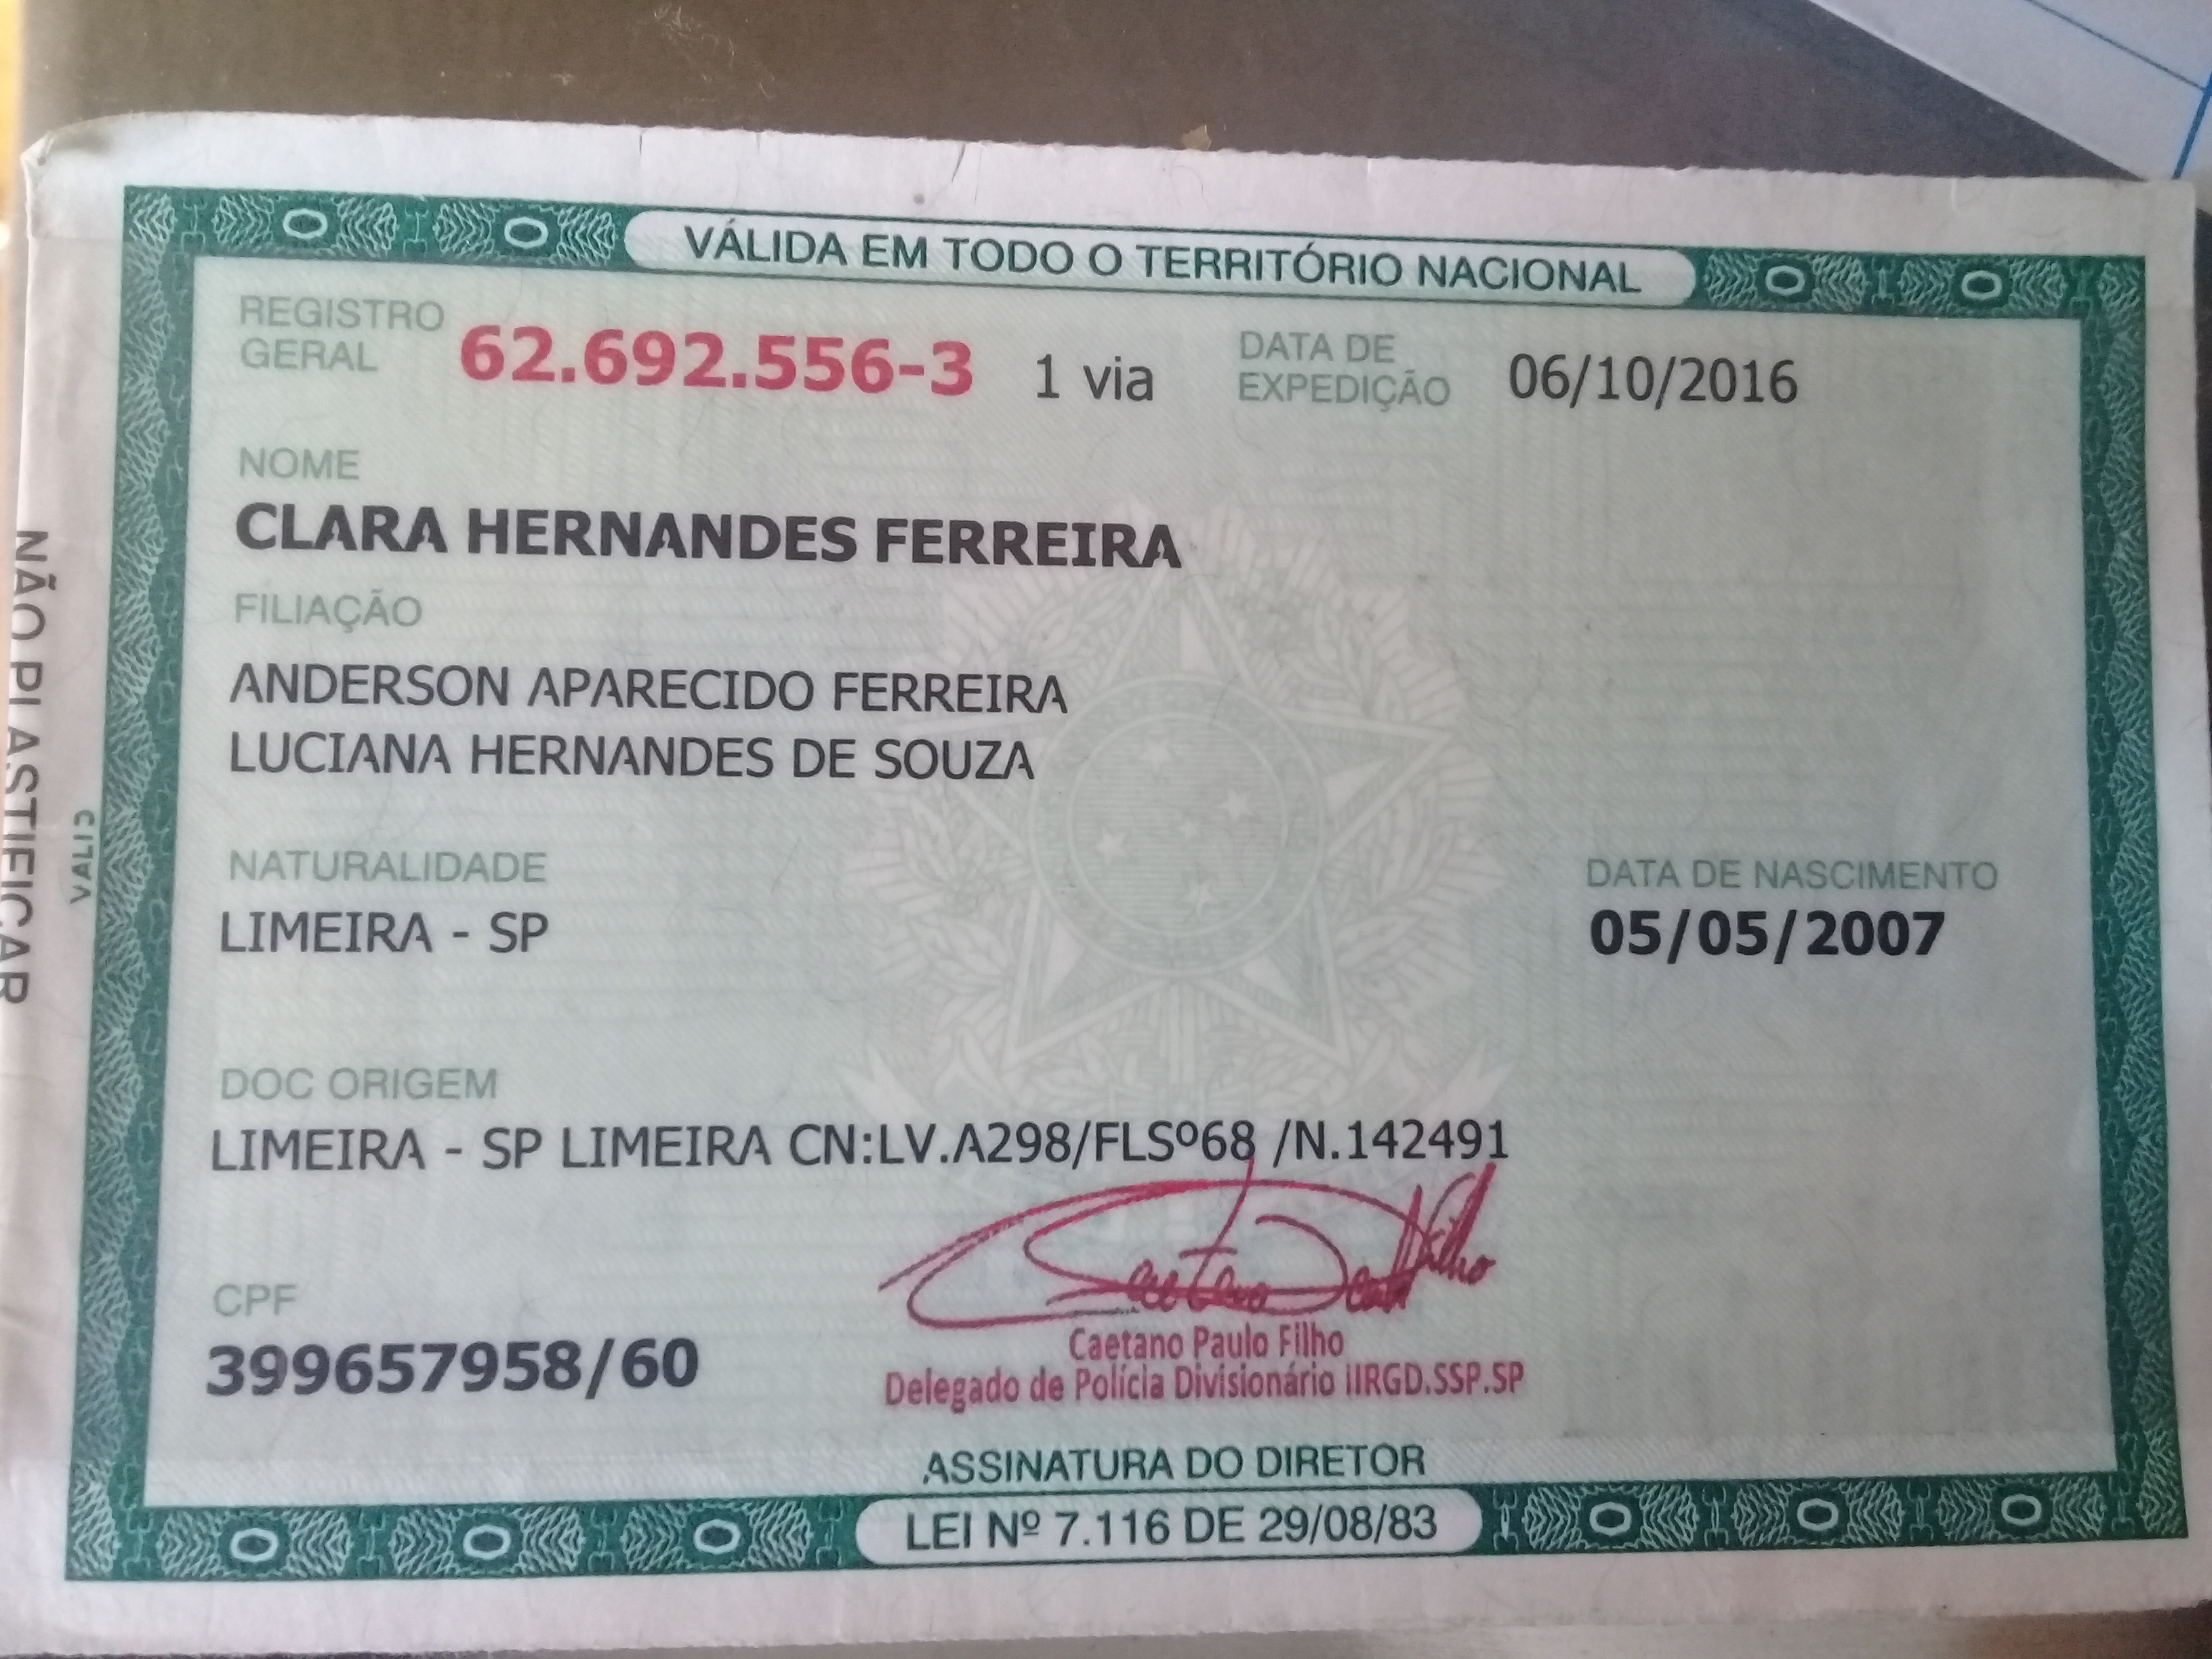 VÁLIDA EM TODO O TERRITÓRIO NACIONAL
REGISTRO GERAL 62.692.556-3 1 via DATA DE EXPEDIÇÃO 06/10/2016
NOME
CLARA HERNANDES FERREIRA
FILIAÇÃO
ANDERSON APARECIDO FERREIRA
LUCIANA HERNANDES DE SOUZA
NATURALIDADE
LIMEIRA - SP
DATA DE NASCIMENTO
05/05/2007
DOC ORIGEM
LIMEIRA - SP LIMEIRA CN:LV.A298/FLSº68 /N.142491
CPF
399657958/60
Caetano Paulo Filho
Delegado de Polícia Divisionário IIRGD.SSP.SP
ASSINATURA DO DIRETOR
LEI Nº 7.116 DE 29/08/83
NÃO PLASTIFICAR